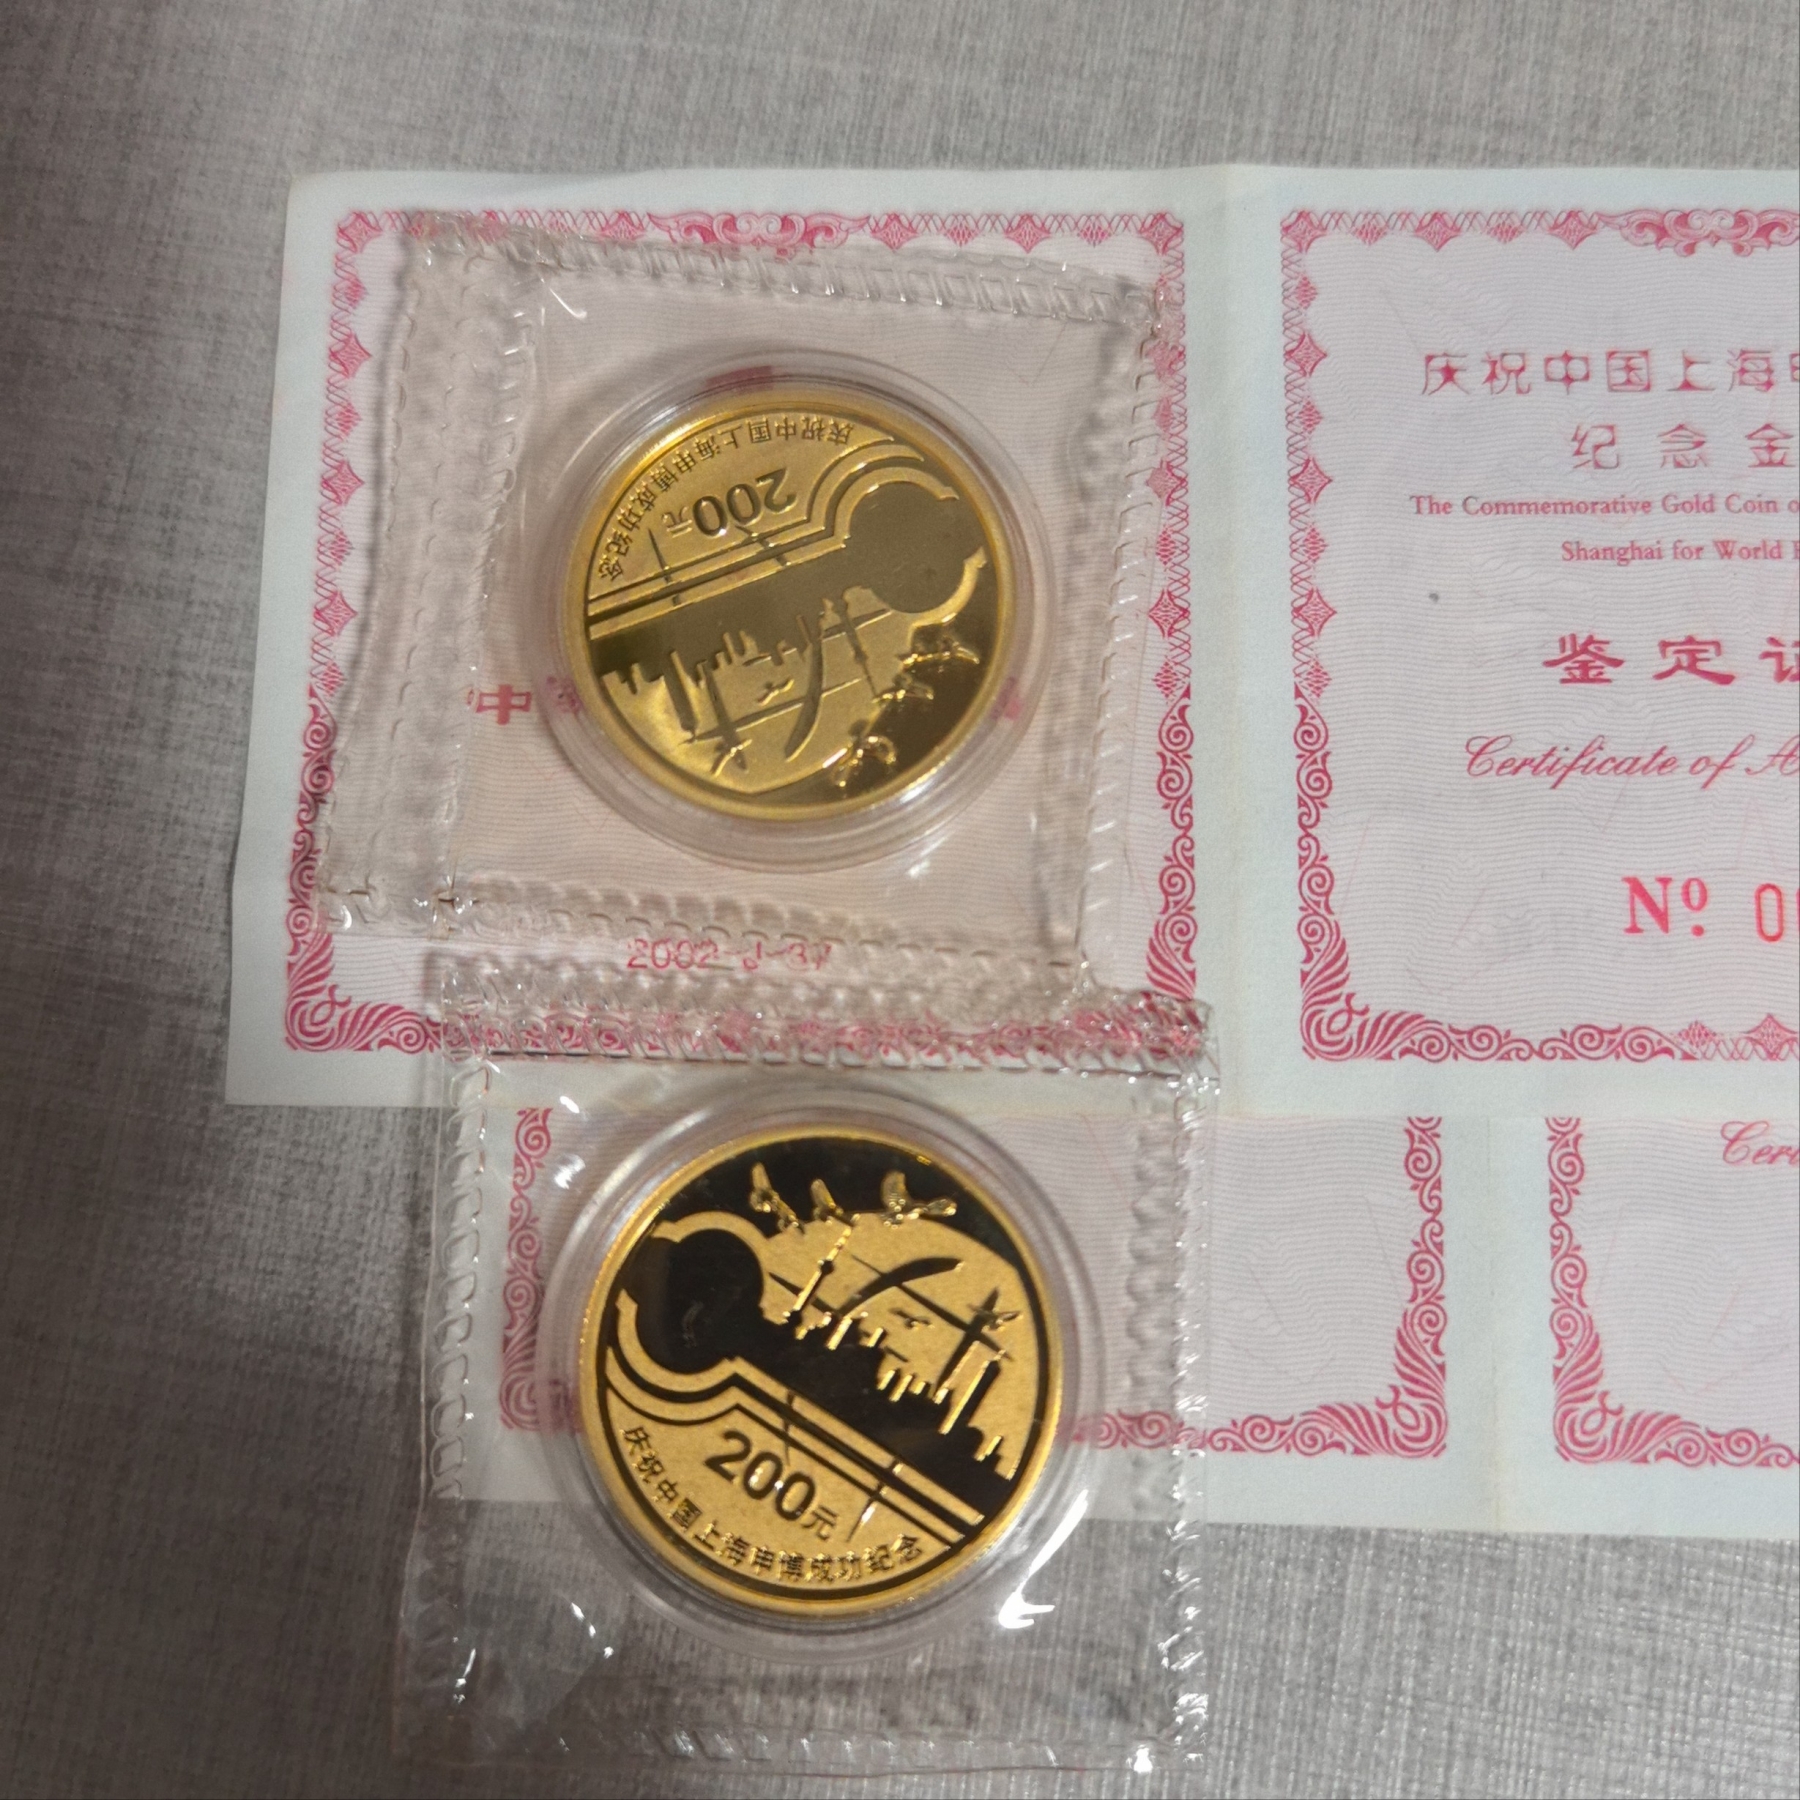 庆祝中国上海申博成功纪念
200元
中
2002-J-37
庆祝中国上海
纪念金
The Commemorative Gold Coin
Shanghai for World
鉴定证
Certificate of
Nº 0
200元
庆祝中国上海申博成功纪念